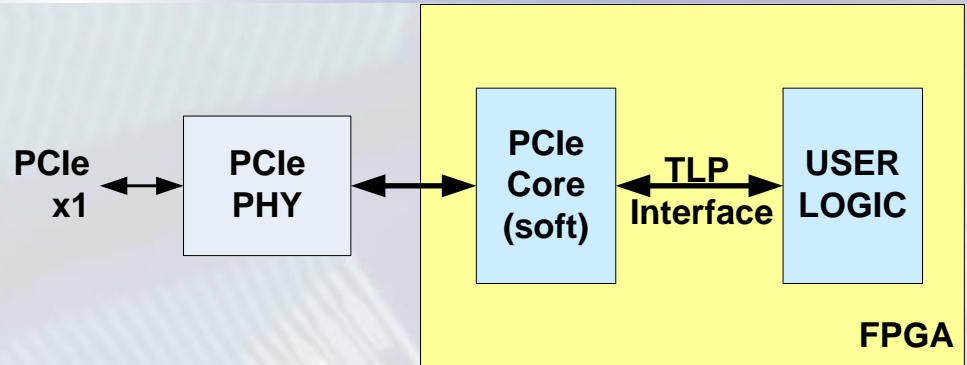 PCIe
x1
PCIe
PHY
PCIe
Core
(soft)
TLP
Interface
USER
LOGIC
FPGA